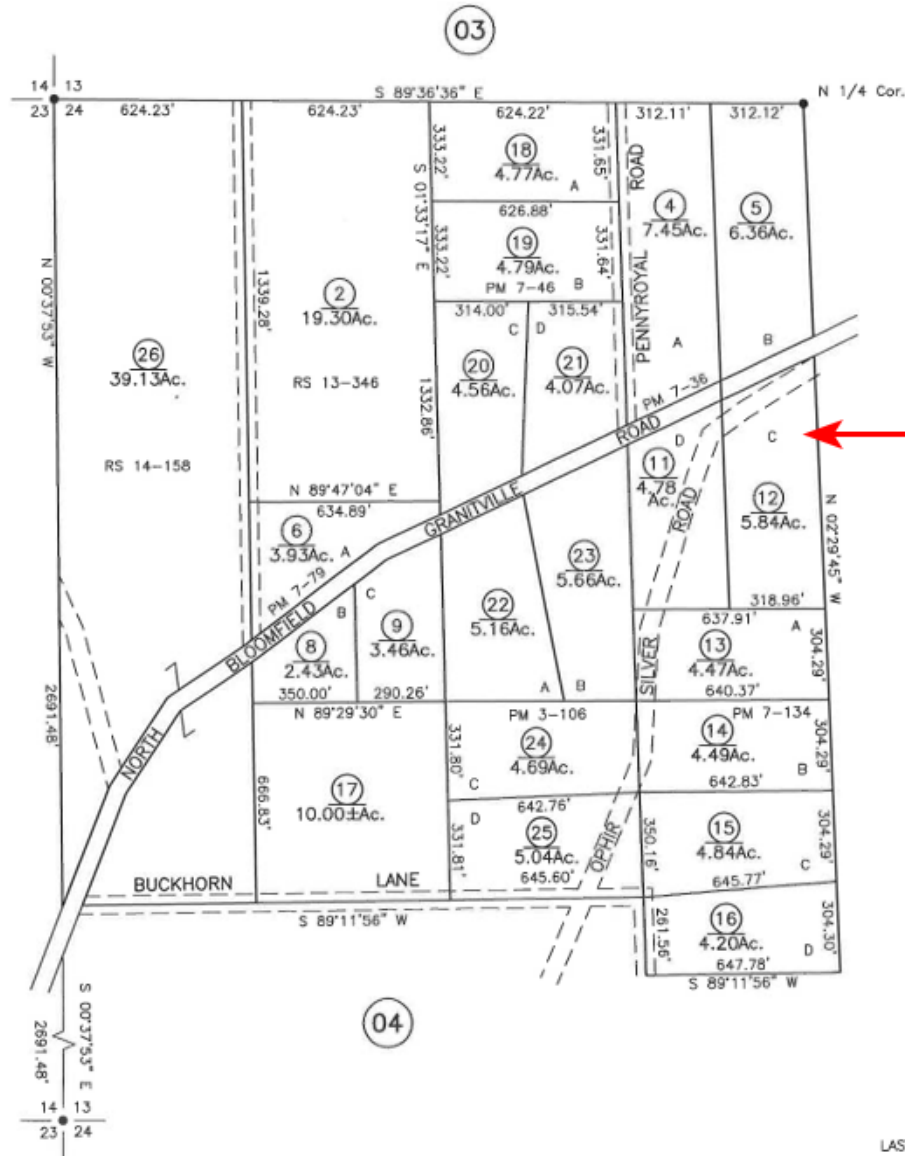 03
14 13
23 24
S 89°36'36" E
N 1/4 Cor.
624.23'
624.23'
624.22'
312.11'
312.12'
333.22'
331.65'
18
4.77Ac.
A
S 01°33'17" E
626.88'
PENNYROYAL ROAD
4
7.45Ac.
5
6.36Ac.
333.22'
331.64'
19
4.79Ac.
PM 7-46
B
N 00°37'53" W
1339.28'
2
19.30Ac.
RS 13-346
314.00'
C
D
315.54'
A
B
26
39.13Ac.
RS 14-158
1332.86'
20
4.56Ac.
21
4.07Ac.
PM 7-36
D
C
11
4.78
Ac.
12
5.84Ac.
N 89°47'04" E
634.89'
NORTH BLOOMFIELD GRANITVILLE ROAD
6
3.93Ac.
A
PM 7-79
B
C
23
5.66Ac.
N 02°29'45" W
22
5.16Ac.
8
2.43Ac.
9
3.46Ac.
318.96'
637.91'
A
13
4.47Ac.
304.29'
350.00'
290.26'
A
B
640.37'
N 89°29'30" E
PM 3-106
PM 7-134
2691.48'
666.83'
17
10.00±Ac.
331.80'
24
4.69Ac.
C
14
4.49Ac.
B
304.29'
642.83'
642.76'
D
331.81'
25
5.04Ac.
645.60'
OPHIR SILVER ROAD
350.16'
15
4.84Ac.
C
304.29'
645.77'
BUCKHORN LANE
S 89°11'56" W
261.56'
16
4.20Ac.
D
304.30'
647.78'
S 89°11'56" W
04
S 00°37'53" E
2691.48'
14 13
23 24
LAS